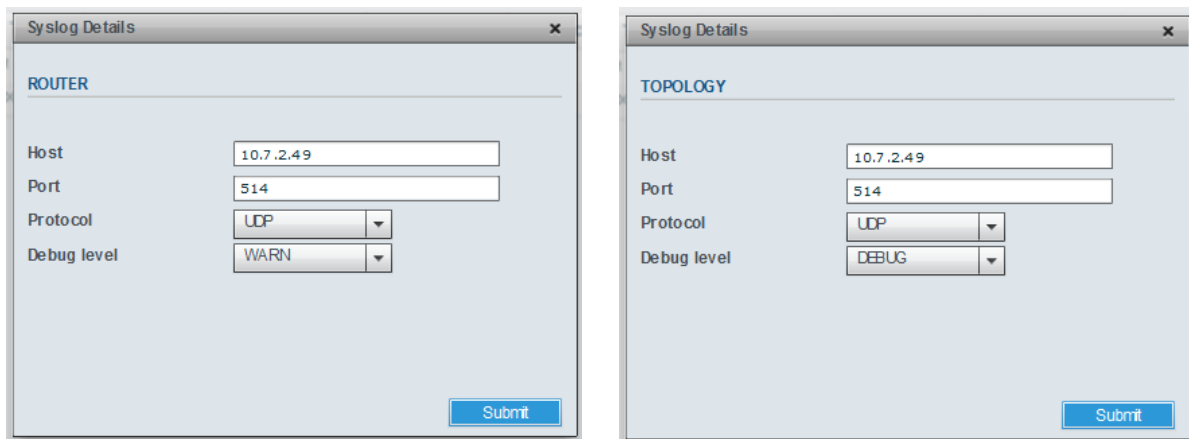 Syslog Details x
ROUTER
Host 10.7.2.49
Port 514
Protocol UDP
Debug level WARN
Submit
Syslog Details x
TOPOLOGY
Host 10.7.2.49
Port 514
Protocol UDP
Debug level DEBUG
Submit